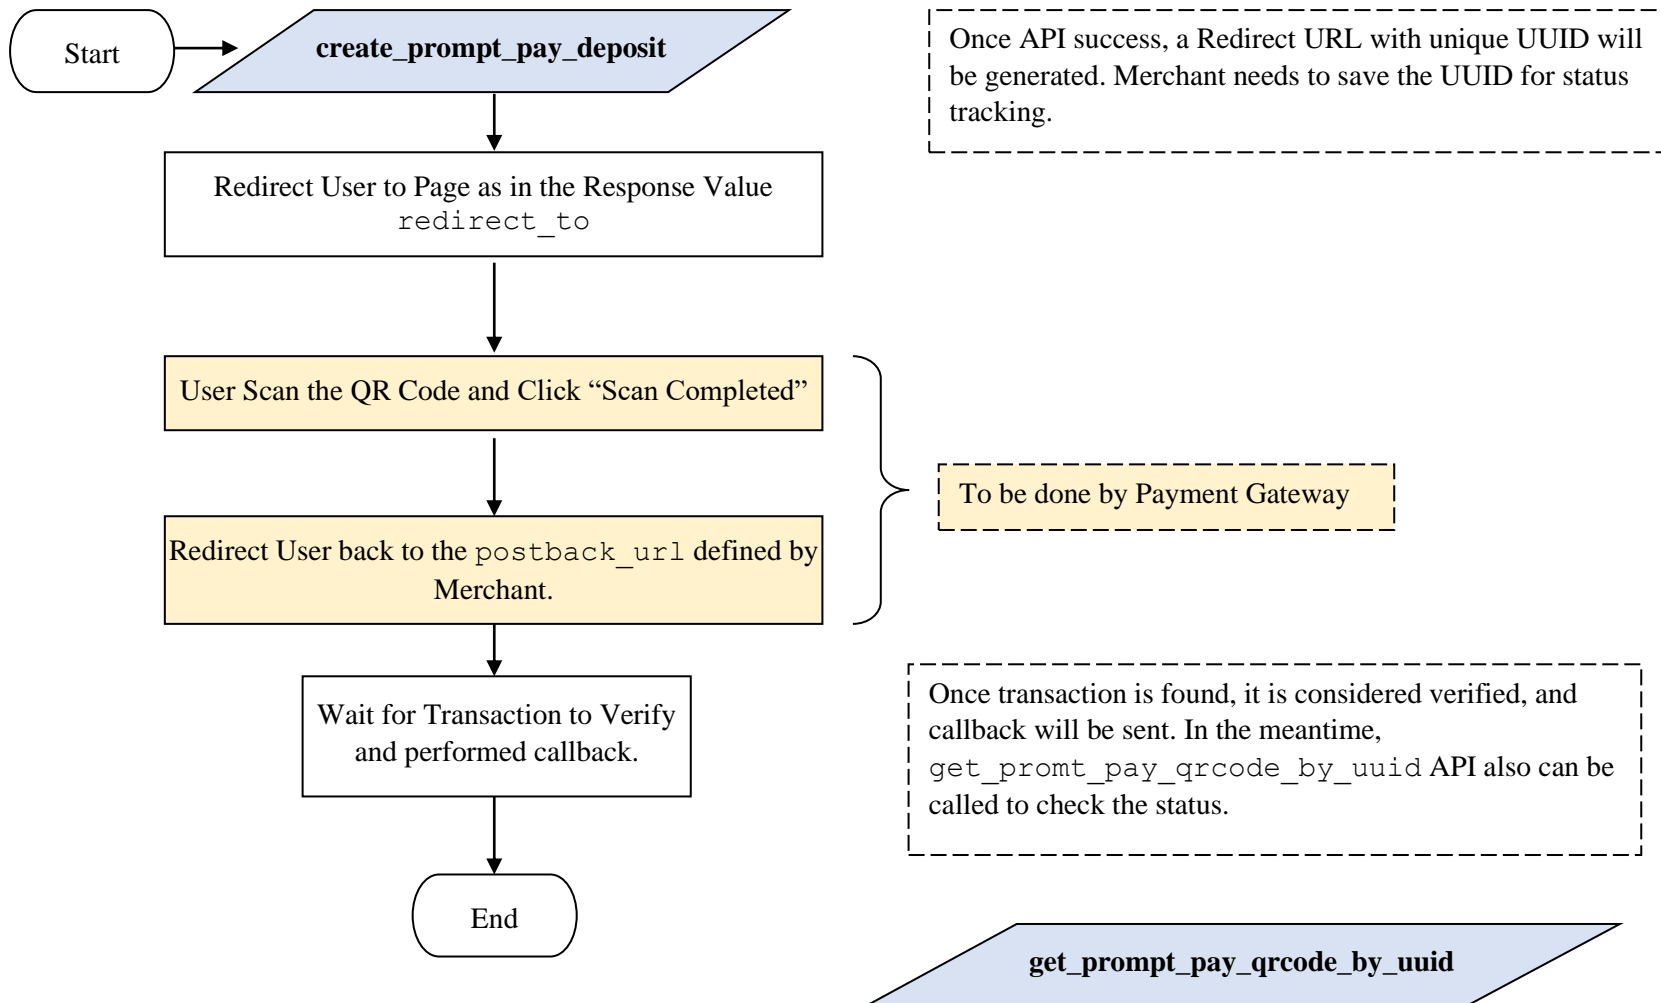 Start
create_prompt_pay_deposit
Once API success, a Redirect URL with unique UUID will
be generated. Merchant needs to save the UUID for status
tracking.
Redirect User to Page as in the Response Value
redirect_to
User Scan the QR Code and Click “Scan Completed”
To be done by Payment Gateway
Redirect User back to the postback_url defined by
Merchant.
Wait for Transaction to Verify
and performed callback.
Once transaction is found, it is considered verified, and
callback will be sent. In the meantime,
get_promt_pay_qrcode_by_uuid API also can be
called to check the status.
End
get_prompt_pay_qrcode_by_uuid